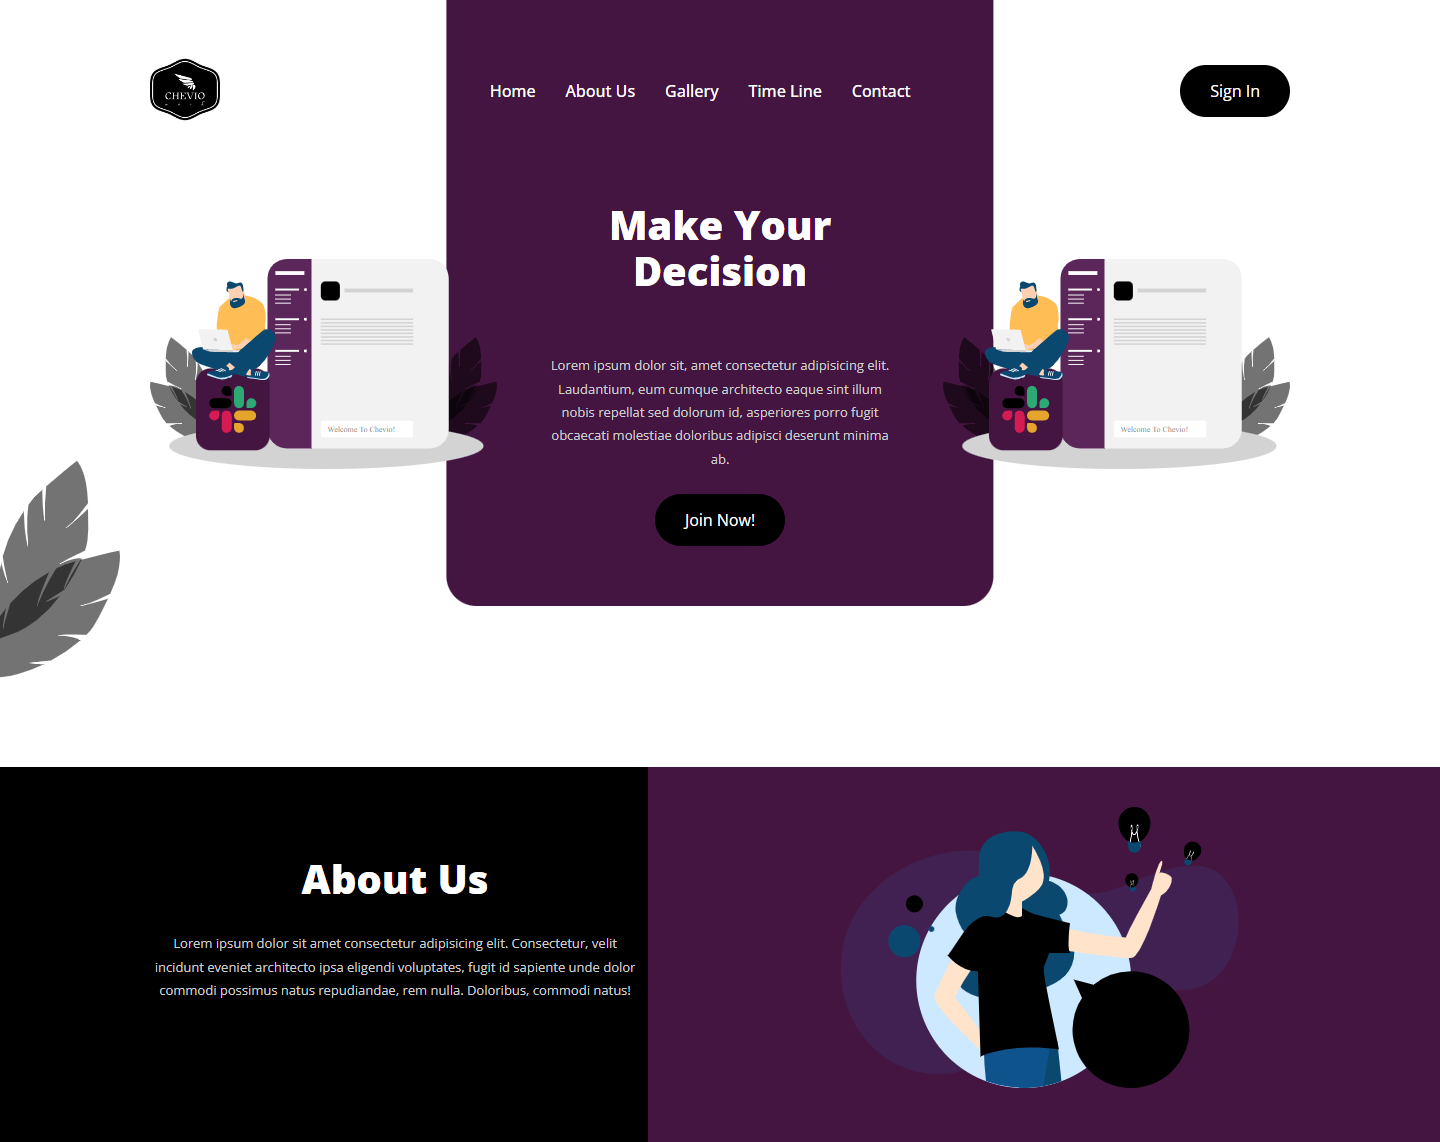 CHEVIO
Home
About Us
Gallery
Time Line
Contact
Sign In
Make Your
Decision
Lorem ipsum dolor sit, amet consectetur adipisicing elit.
Laudantium, eum cumque architecto eaque sint illum
nobis repellat sed dolorum id, asperiores porro fugit
obcaecati molestiae doloribus adipisci deserunt minima
ab.
Join Now!
Welcome To Chevio!
Welcome To Chevio!
About Us
Lorem ipsum dolor sit amet consectetur adipisicing elit. Consectetur, velit
incidunt eveniet architecto ipsa eligendi voluptates, fugit id sapiente unde dolor
commodi possimus natus repudiandae, rem nulla. Doloribus, commodi natus!